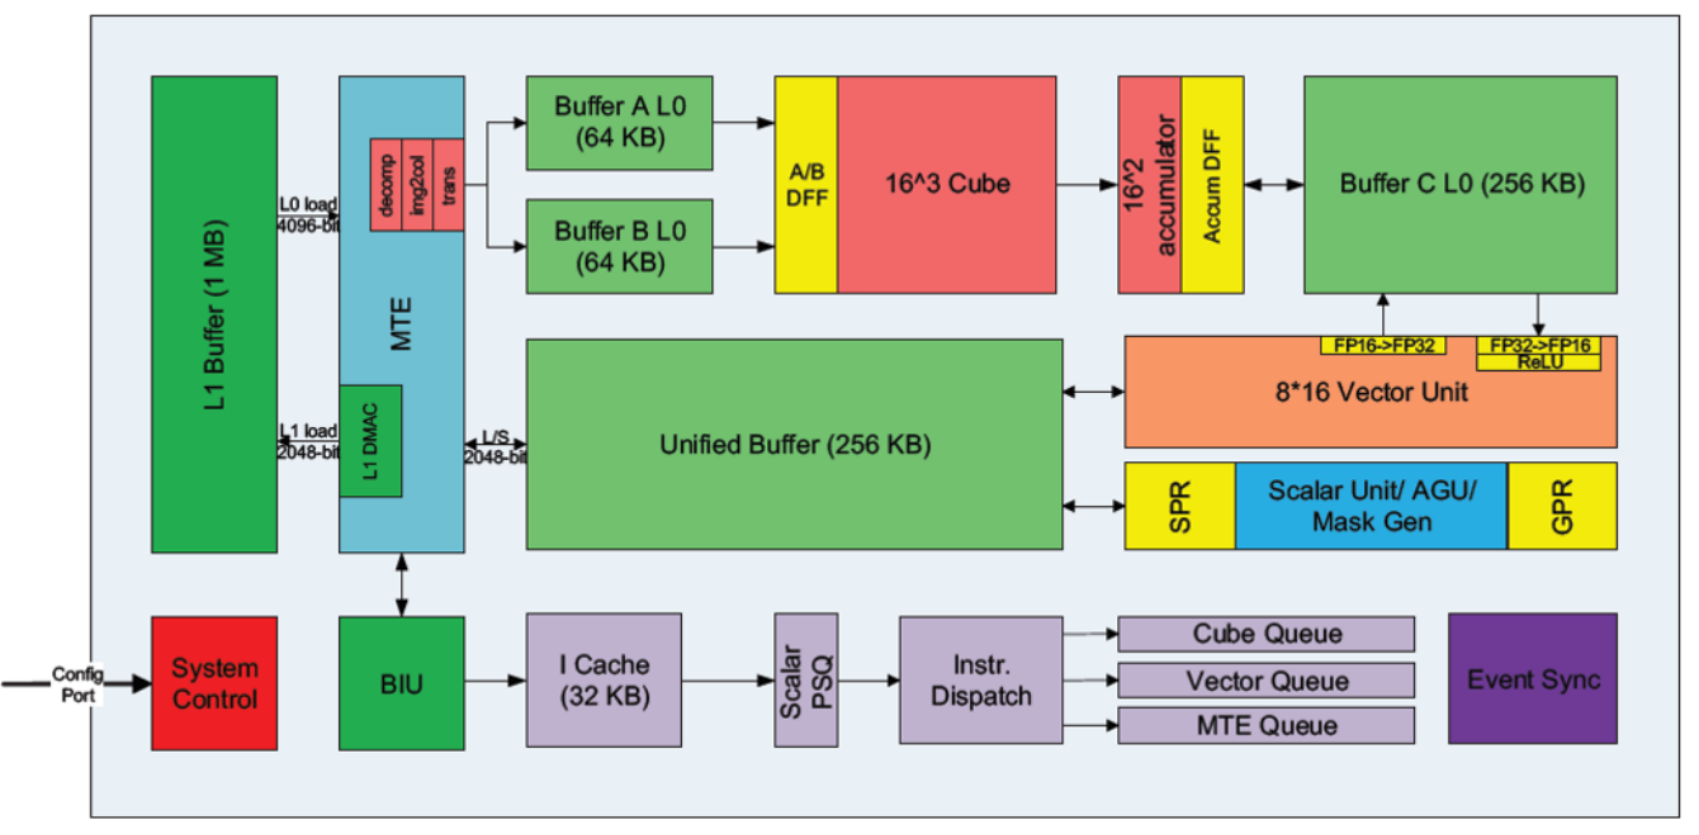 L1 Buffer (1 MB)
L0 load
4096-bit
L1 load
2048-bit
decomp
img2col
trans
MTE
L1 DMAC
L/S
2048-bit
Buffer A L0
(64 KB)
Buffer B L0
(64 KB)
A/B
DFF
16^3 Cube
16^2
accumulator
Accum DFF
Buffer C L0 (256 KB)
Unified Buffer (256 KB)
FP16->FP32
FP32->FP16
ReLU
8*16 Vector Unit
SPR
Scalar Unit/ AGU/
Mask Gen
GPR
Config
Port
System
Control
BIU
I Cache
(32 KB)
Scalar
PSQ
Instr.
Dispatch
Cube Queue
Vector Queue
MTE Queue
Event Sync